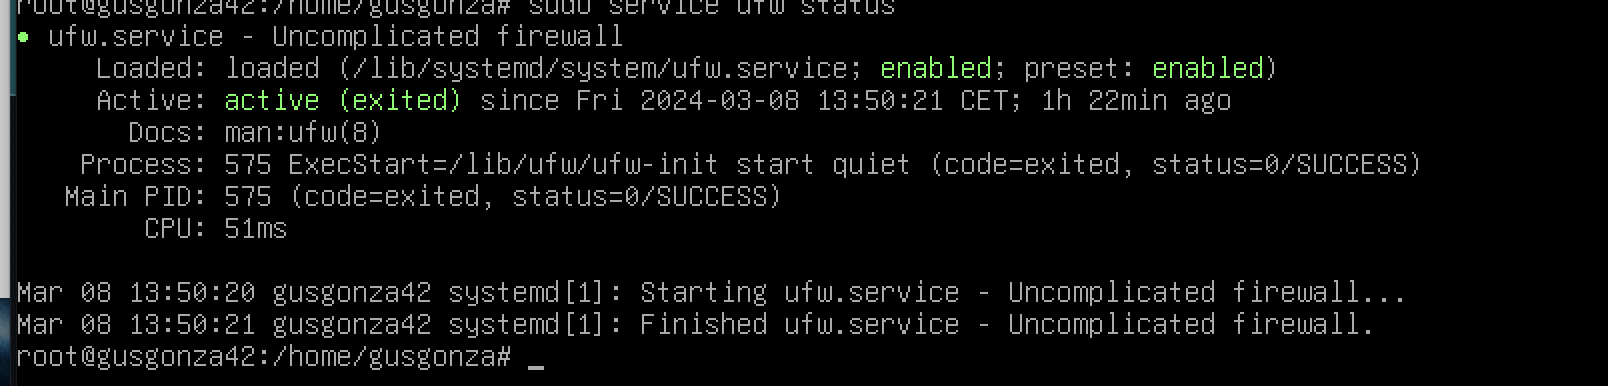 root@gusgonza42:/home/gusgonza# sudo service ufw status
● ufw.service - Uncomplicated firewall
     Loaded: loaded (/lib/systemd/system/ufw.service; enabled; preset: enabled)
     Active: active (exited) since Fri 2024-03-08 13:50:21 CET; 1h 22min ago
       Docs: man:ufw(8)
    Process: 575 ExecStart=/lib/ufw/ufw-init start quiet (code=exited, status=0/SUCCESS)
   Main PID: 575 (code=exited, status=0/SUCCESS)
        CPU: 51ms

Mar 08 13:50:20 gusgonza42 systemd[1]: Starting ufw.service - Uncomplicated firewall...
Mar 08 13:50:21 gusgonza42 systemd[1]: Finished ufw.service - Uncomplicated firewall.
root@gusgonza42:/home/gusgonza# _